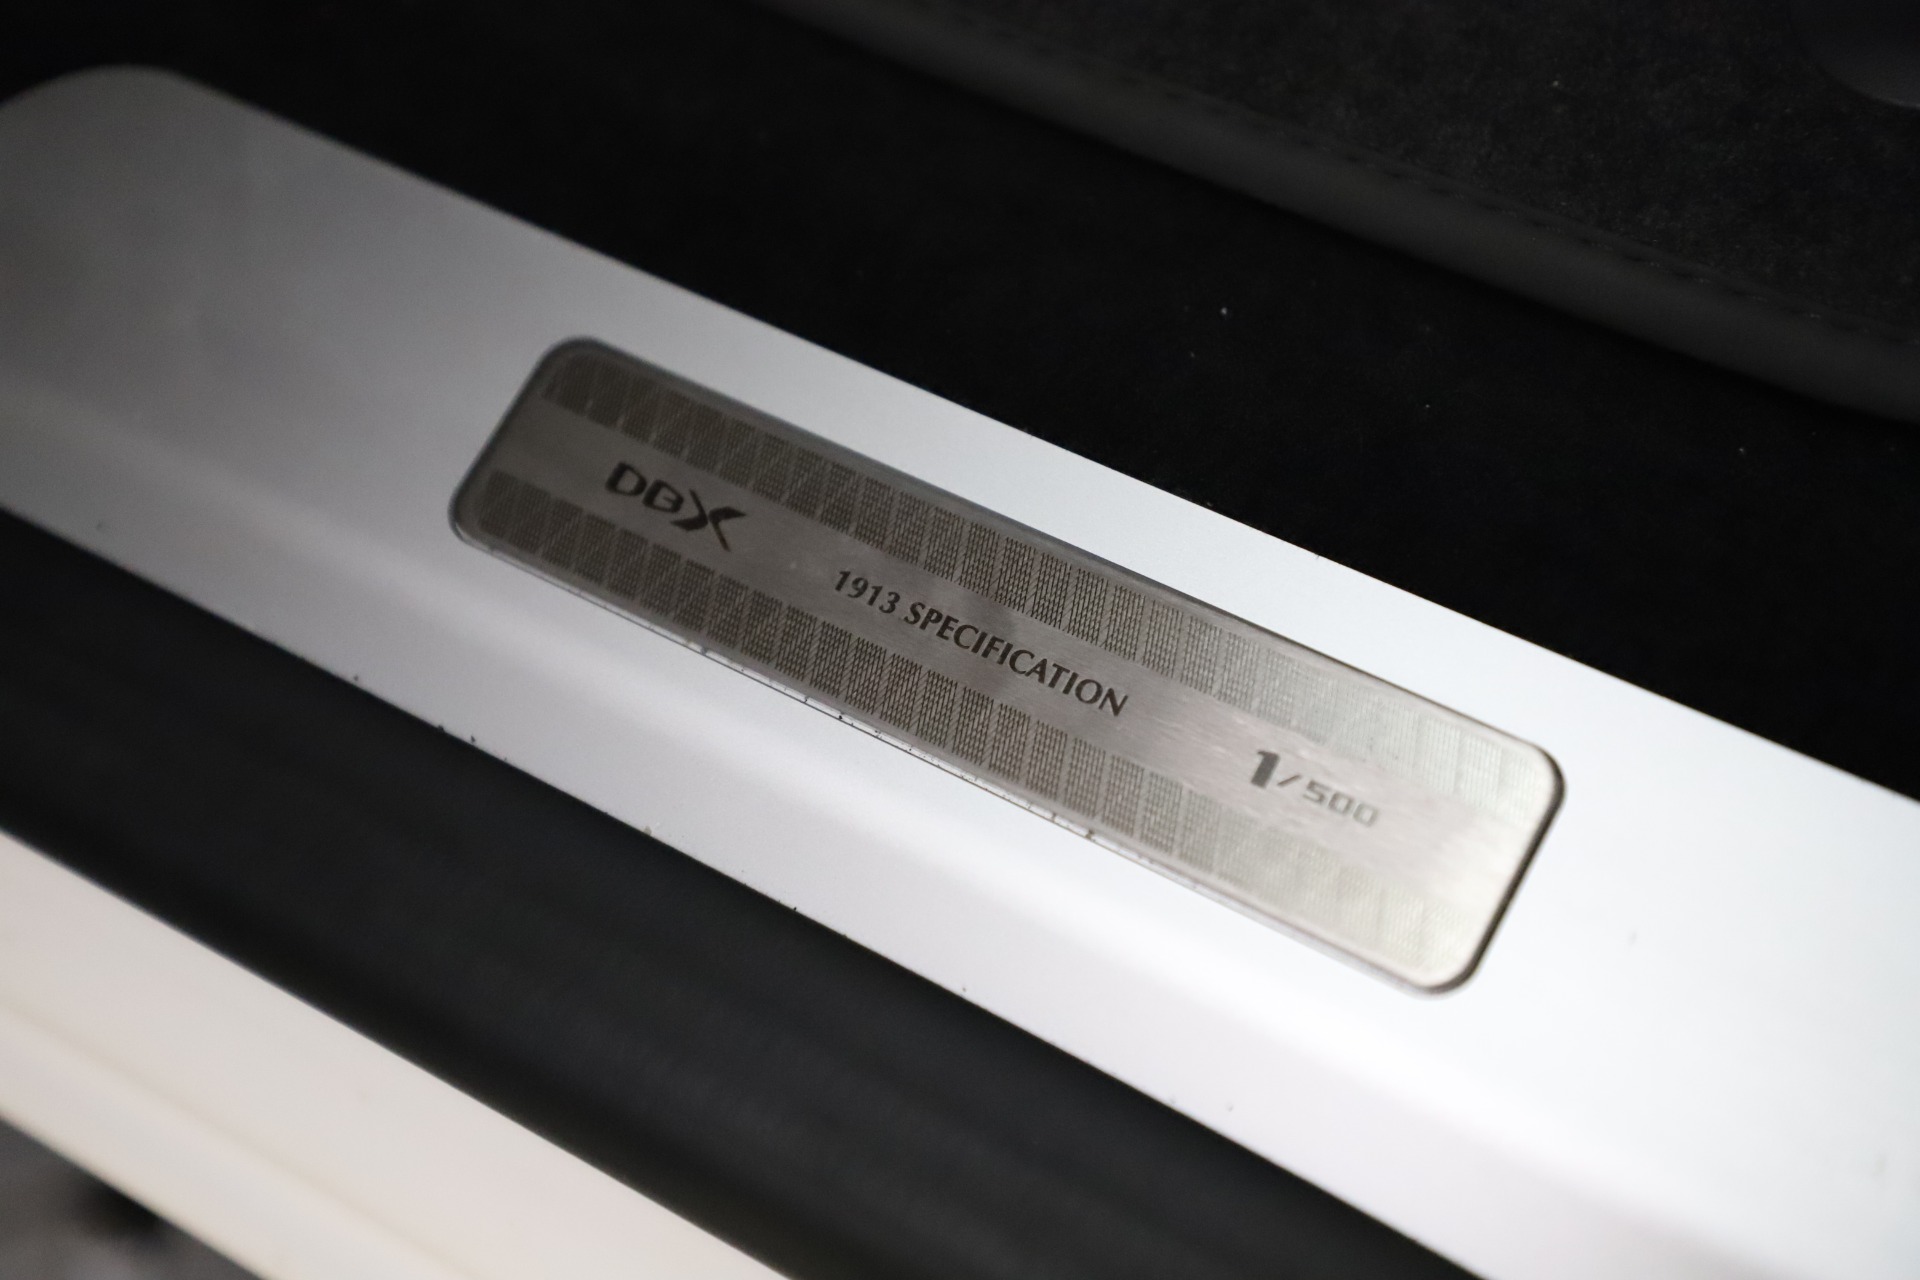 DBX
1913 SPECIFICATION
1/500